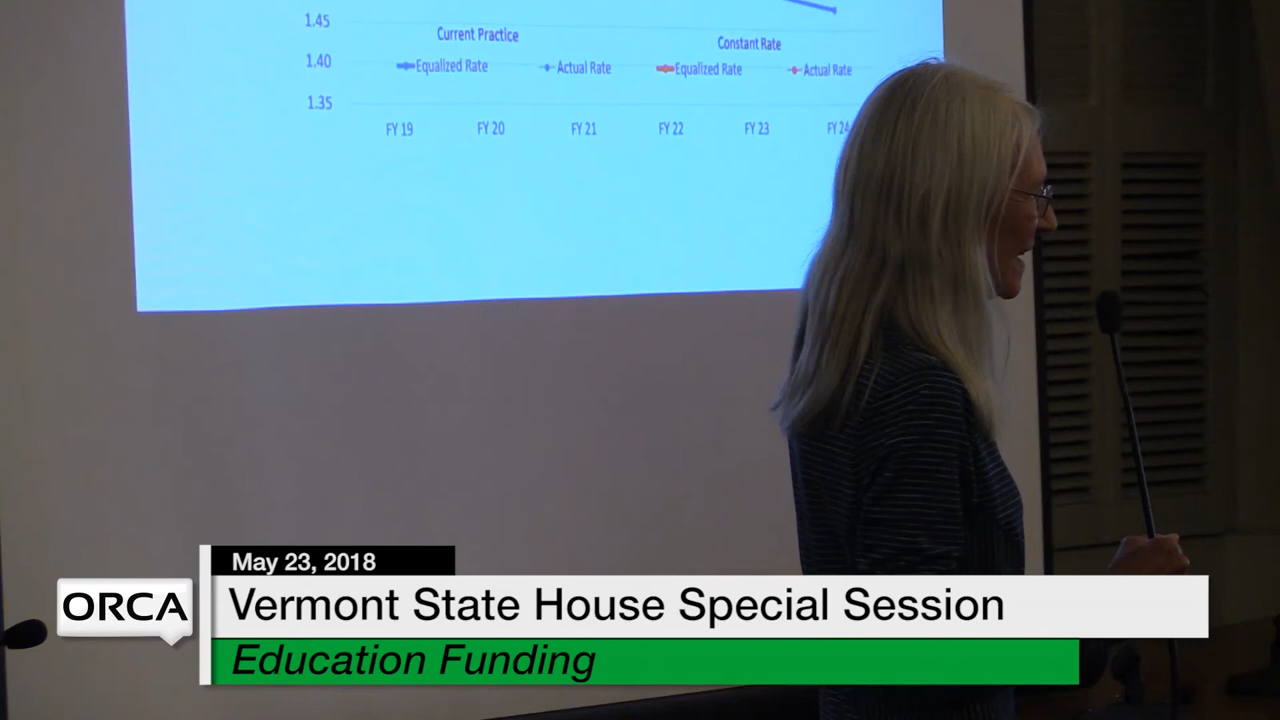 1.45
Current Practice
Constant Rate
1.40
Equalized Rate
Actual Rate
Equalized Rate
Actual Rate
1.35
FY 19
FY 20
FY 21
FY 22
FY 23
FY 24
May 23, 2018
ORCA
Vermont State House Special Session
Education Funding